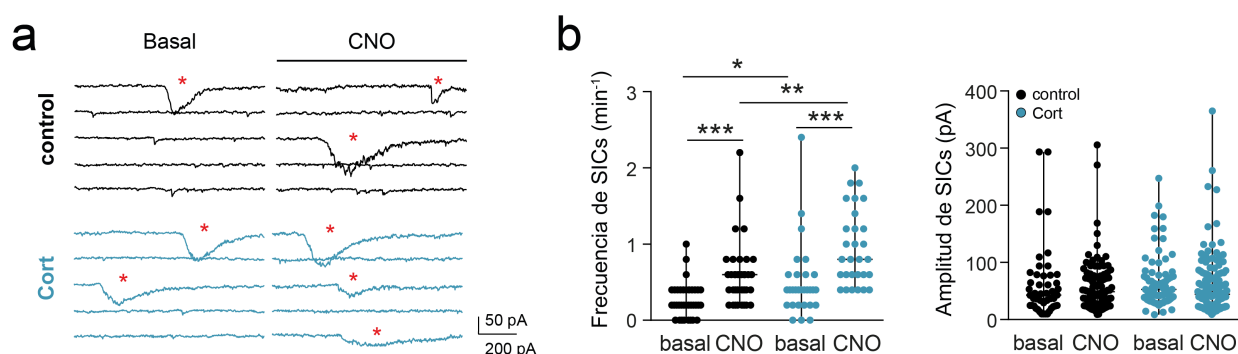 a
Basal
CNO
control
*
*
*
Cort
*
*
*
*
*
50 pA
200 pA
b
Frecuencia de SICs (min-1)
3
2
1
0
*
**
***
***
basal
CNO
basal
CNO
Amplitud de SICs (pA)
400
300
200
100
0
control
Cort
basal
CNO
basal
CNO